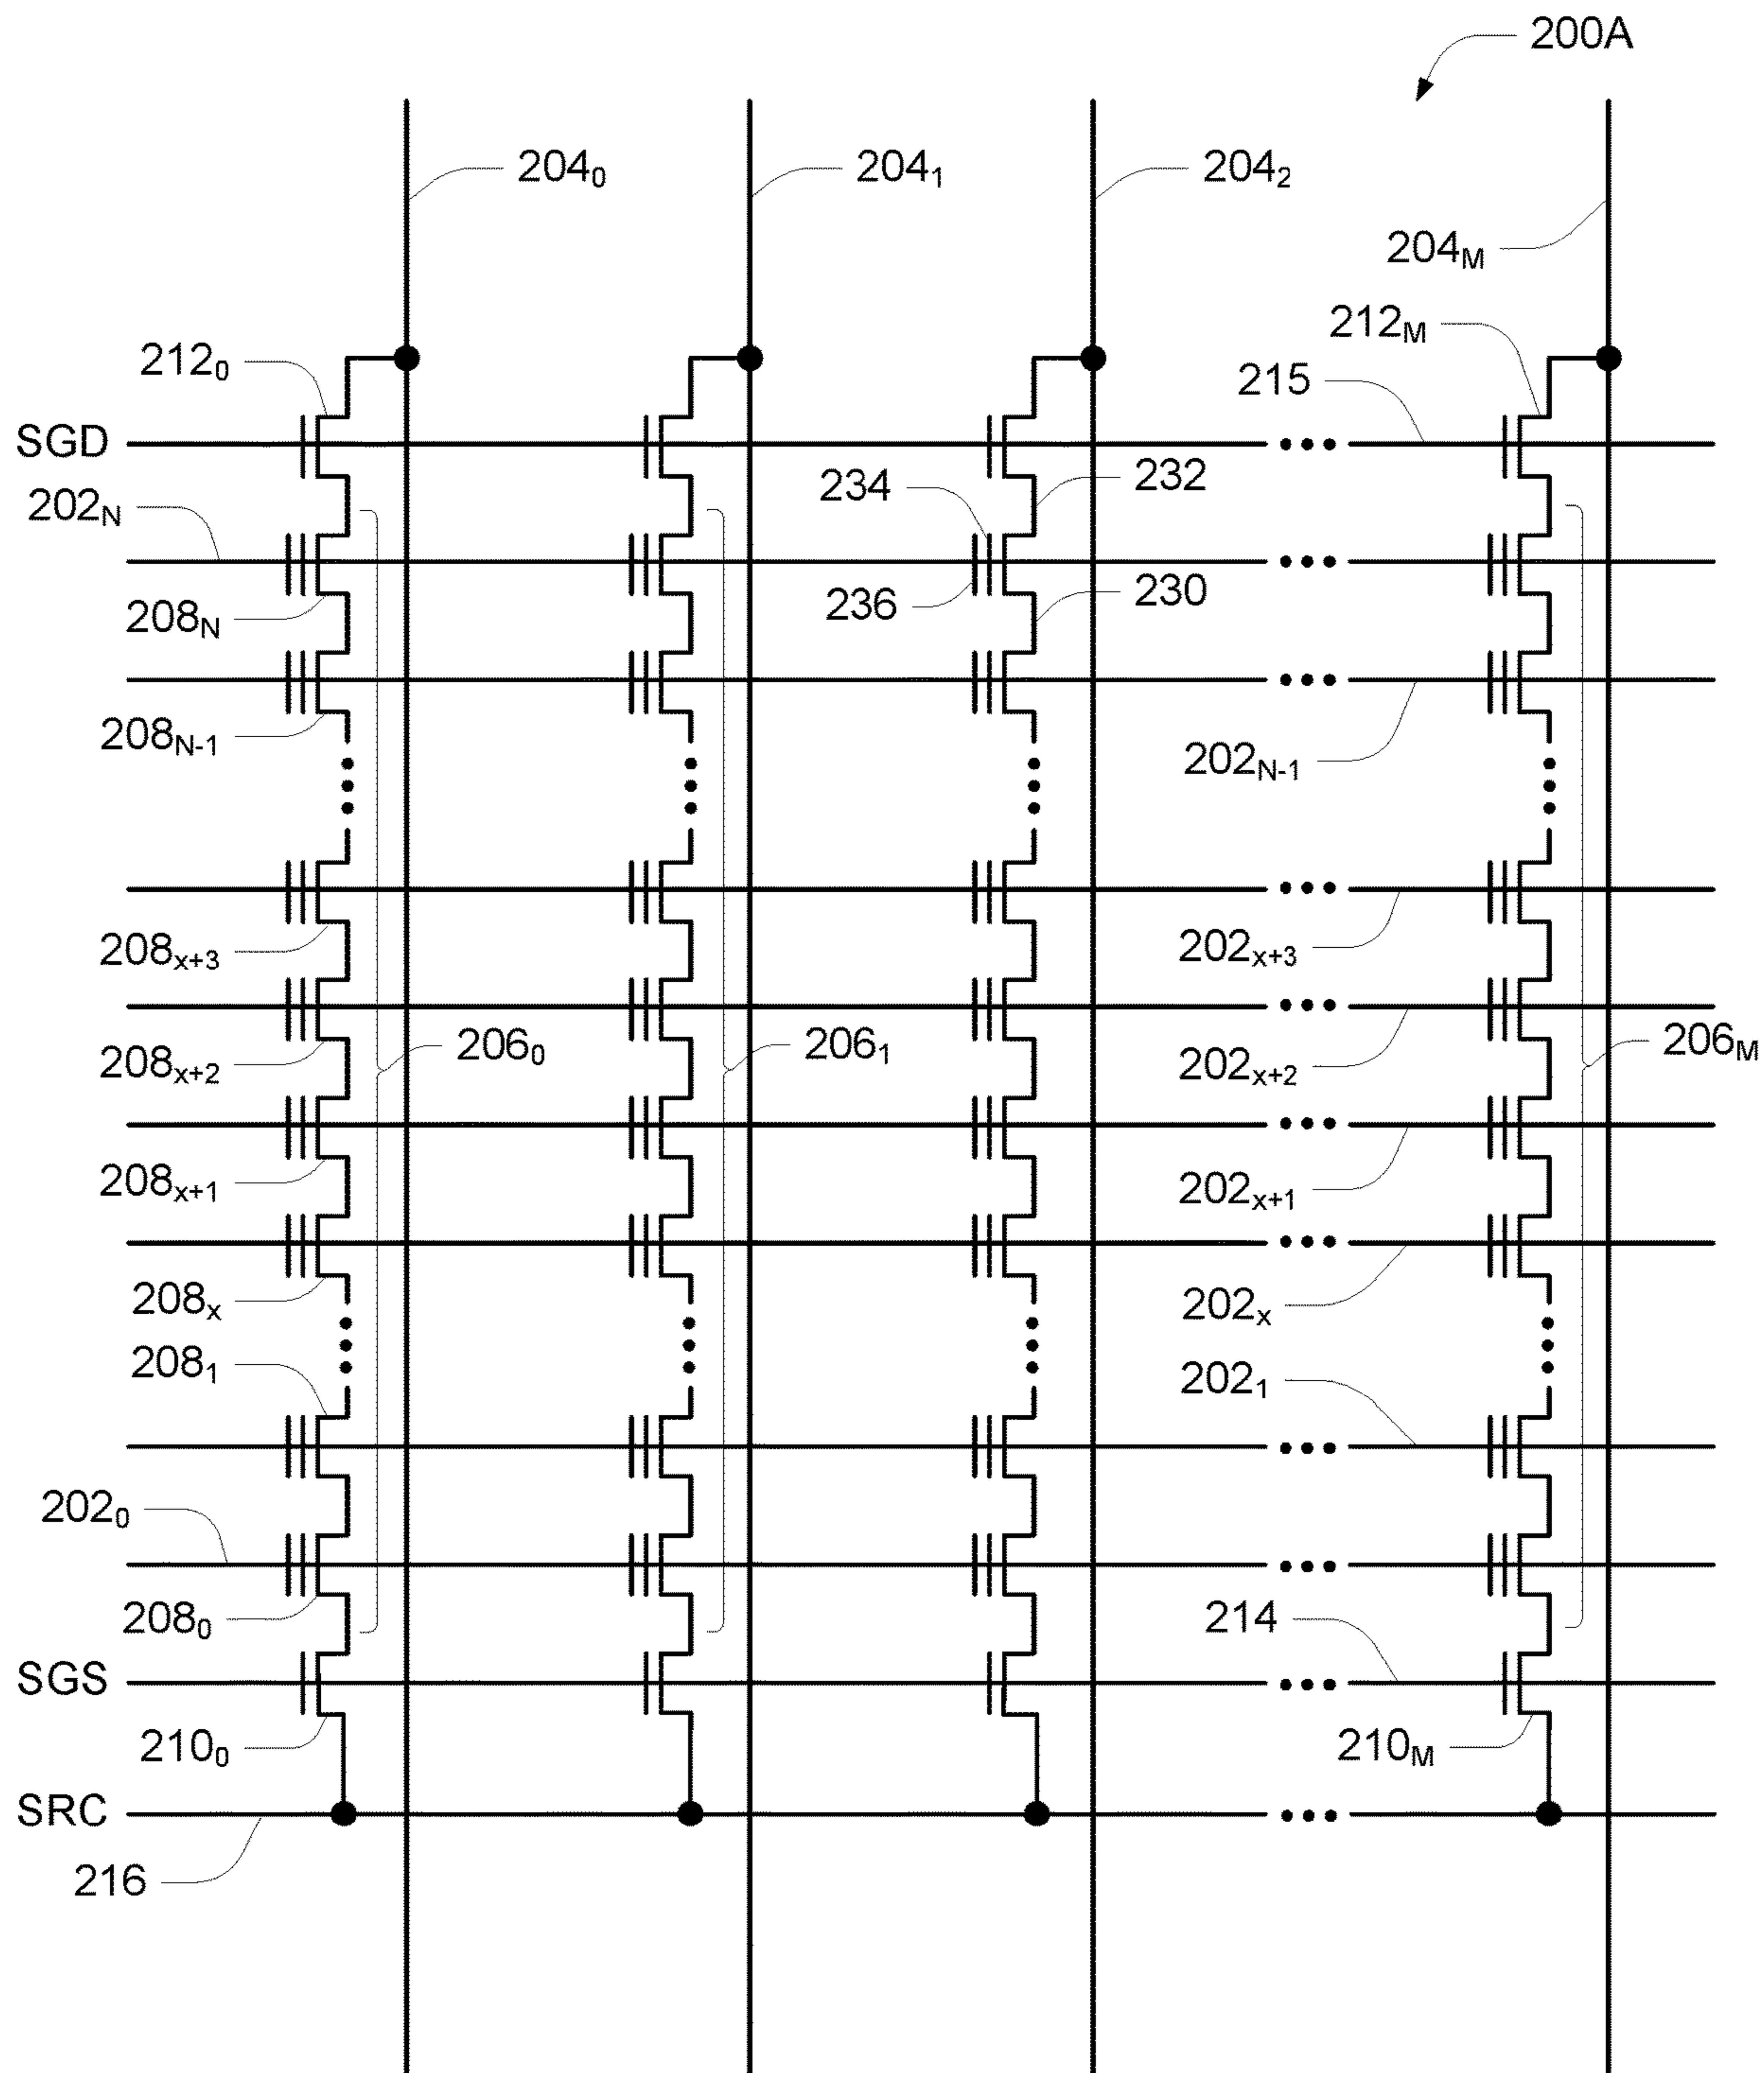 200A
204₀ 204₁ 204₂
204M
212₀ 212M
215
SGD
234 232
202N
236 230
208N
208N-1 202N-1
208x+3 202x+3
206₀ 206₁ 206M
208x+2 202x+2
208x+1 202x+1
208x 202x
208₁ 202₁
202₀
208₀ 214
SGS
210₀ 210M
SRC
216